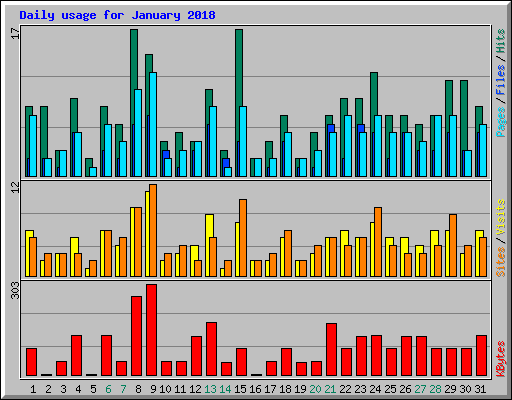 Daily usage for January 2018
17
Pages / Files / Hits
12
Sites / Visits
303
KBytes
1 2 3 4 5 6 7 8 9 10 11 12 13 14 15 16 17 18 19 20 21 22 23 24 25 26 27 28 29 30 31